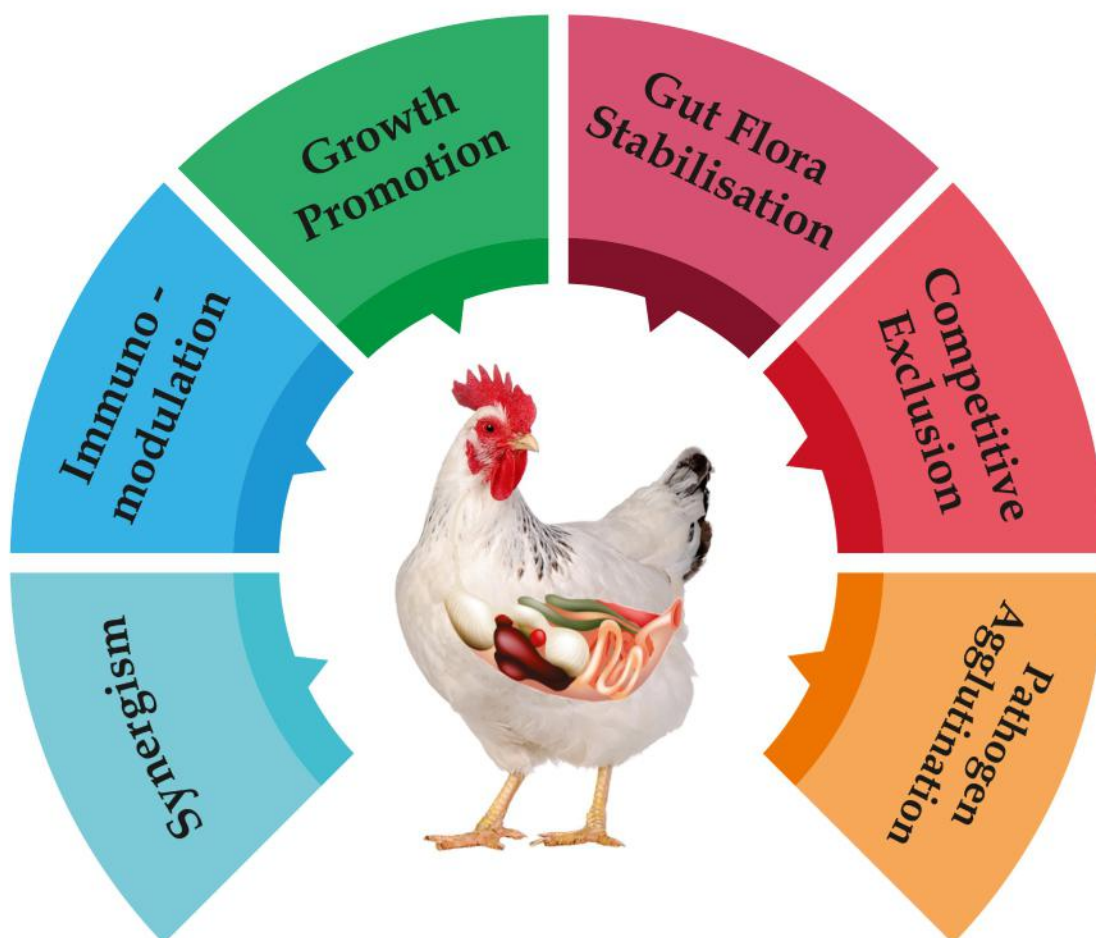 Synergism
Immuno -
modulation
Growth
Promotion
Gut Flora
Stabilisation
Competitive
Exclusion
Pathogen
Agglutination